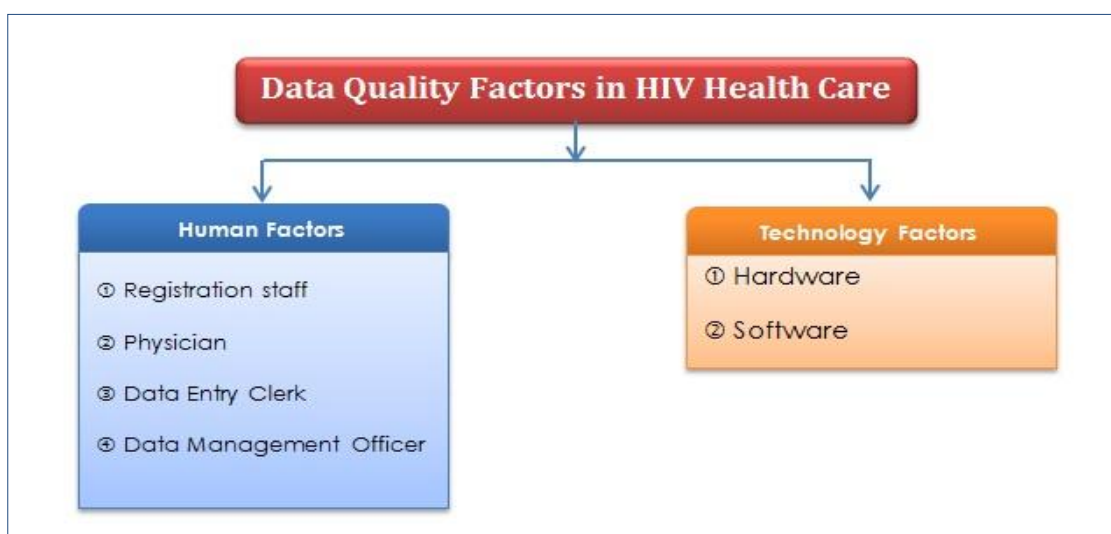 Data Quality Factors in HIV Health Care
Human Factors
① Registration staff
② Physician
③ Data Entry Clerk
④ Data Management Officer
Technology Factors
① Hardware
② Software